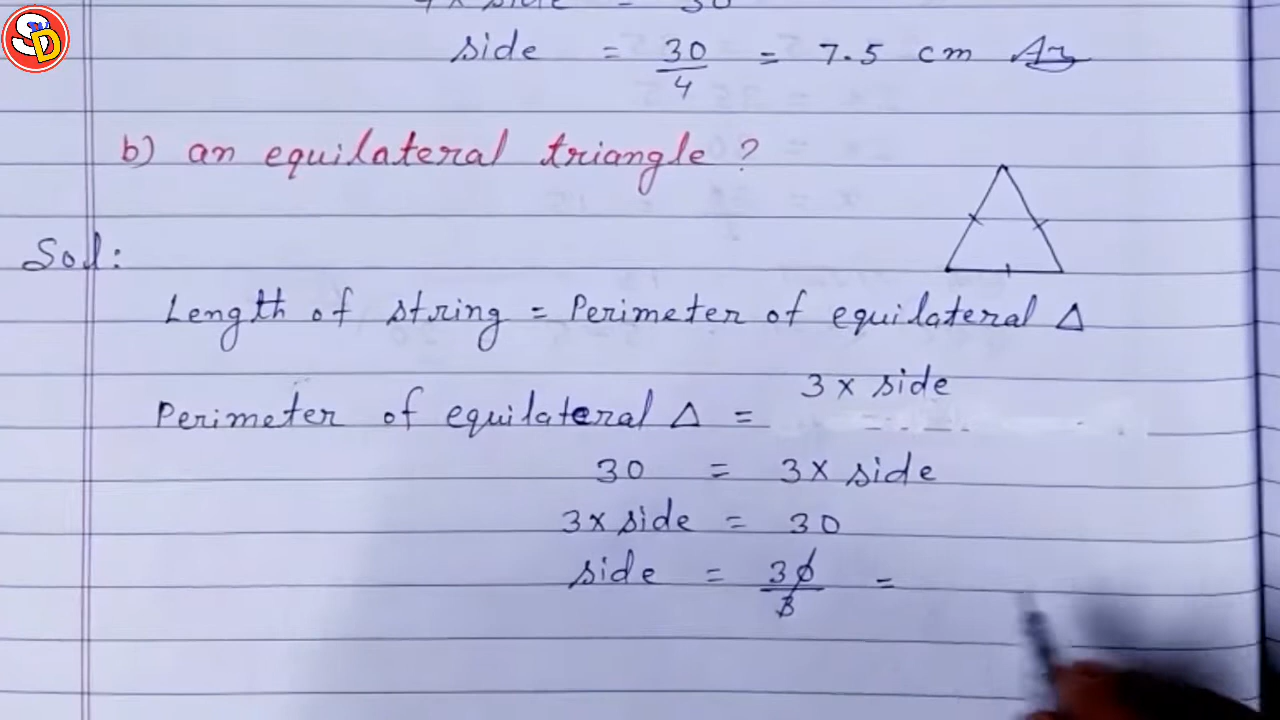 SD
side = 30/4 = 7.5 cm Ans
b) an equilateral triangle?
Sol:
Length of string = Perimeter of equilateral Δ
Perimeter of equilateral Δ = 3 x side
30 = 3 x side
3 x side = 30
side = 30/3 =